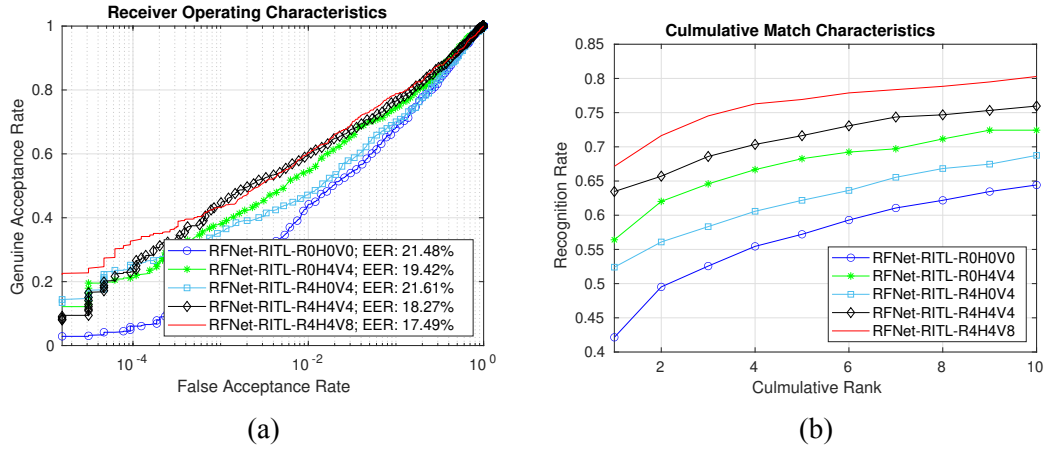 Receiver Operating Characteristics
Genuine Acceptance Rate
1
0.8
0.6
0.4
0.2
0
10^-4
10^-2
10^0
False Acceptance Rate
RFNet-RITL-R0H0V0; EER: 21.48%
RFNet-RITL-R0H4V4; EER: 19.42%
RFNet-RITL-R4H0V4; EER: 21.61%
RFNet-RITL-R4H4V4; EER: 18.27%
RFNet-RITL-R4H4V8; EER: 17.49%
(a)
Culmulative Match Characteristics
Recognition Rate
0.85
0.8
0.75
0.7
0.65
0.6
0.55
0.5
0.45
0.4
2
4
6
8
10
Culmulative Rank
RFNet-RITL-R0H0V0
RFNet-RITL-R0H4V4
RFNet-RITL-R4H0V4
RFNet-RITL-R4H4V4
RFNet-RITL-R4H4V8
(b)